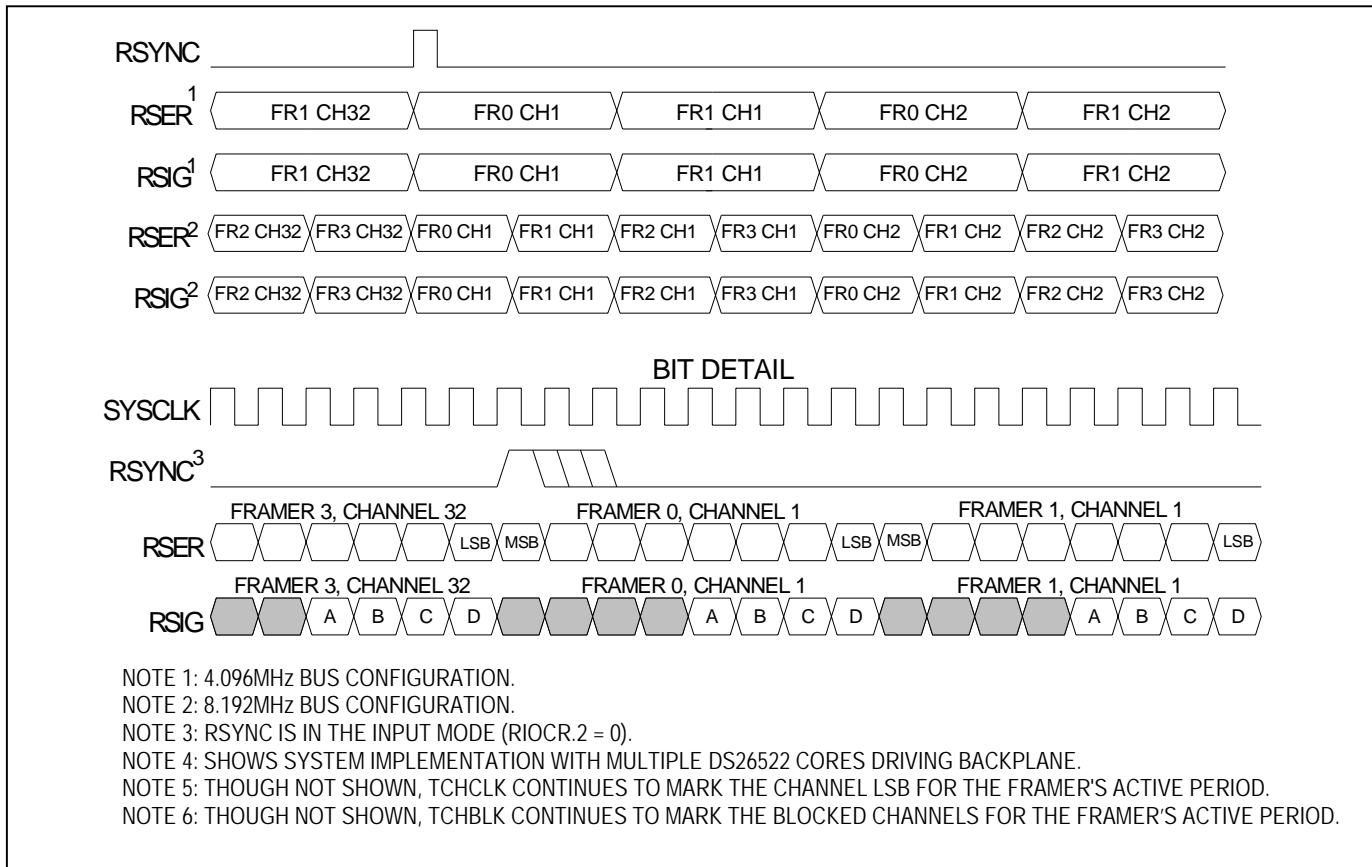 RSYNC
RSER¹ FR1 CH32 FR0 CH1 FR1 CH1 FR0 CH2 FR1 CH2
RSIG¹ FR1 CH32 FR0 CH1 FR1 CH1 FR0 CH2 FR1 CH2
RSER² FR2 CH32 FR3 CH32 FR0 CH1 FR1 CH1 FR2 CH1 FR3 CH1 FR0 CH2 FR1 CH2 FR2 CH2 FR3 CH2
RSIG² FR2 CH32 FR3 CH32 FR0 CH1 FR1 CH1 FR2 CH1 FR3 CH1 FR0 CH2 FR1 CH2 FR2 CH2 FR3 CH2
BIT DETAIL
SYSCLK
RSYNC³
FRAMER 3, CHANNEL 32 FRAMER 0, CHANNEL 1 FRAMER 1, CHANNEL 1
RSER LSB MSB LSB MSB LSB
FRAMER 3, CHANNEL 32 FRAMER 0, CHANNEL 1 FRAMER 1, CHANNEL 1
RSIG A B C D A B C D A B C D
NOTE 1: 4.096MHz BUS CONFIGURATION.
NOTE 2: 8.192MHz BUS CONFIGURATION.
NOTE 3: RSYNC IS IN THE INPUT MODE (RIOCR.2 = 0).
NOTE 4: SHOWS SYSTEM IMPLEMENTATION WITH MULTIPLE DS26522 CORES DRIVING BACKPLANE.
NOTE 5: THOUGH NOT SHOWN, TCHCLK CONTINUES TO MARK THE CHANNEL LSB FOR THE FRAMER'S ACTIVE PERIOD.
NOTE 6: THOUGH NOT SHOWN, TCHBLK CONTINUES TO MARK THE BLOCKED CHANNELS FOR THE FRAMER'S ACTIVE PERIOD.